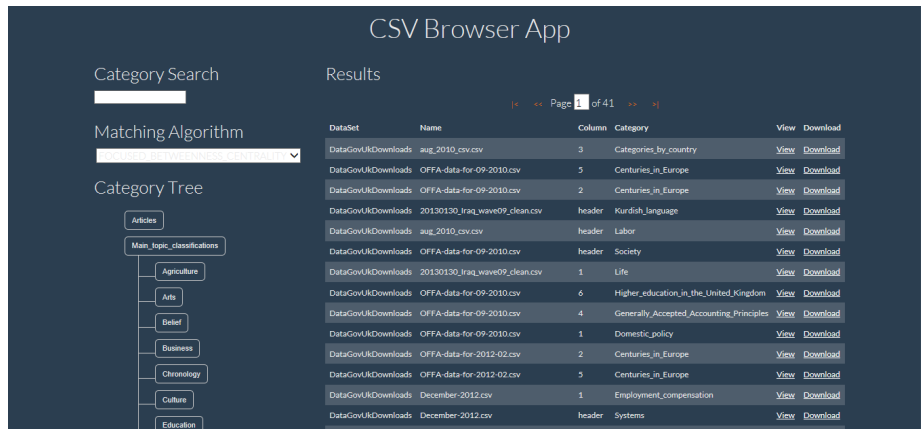 CSV Browser App
Category Search
Matching Algorithm
FOCUSED-BETWEENNESS-CENTRALITY
Category Tree
Articles
Main_topic_classifications
Agriculture
Arts
Belief
Business
Chronology
Culture
Education
Results
|< << Page 1 of 41 >> >|
DataSet Name Column Category View Download
DataGovUkDownloads aug_2010_csv.csv 3 Categories_by_country View Download
DataGovUkDownloads OFFA-data-for-09-2010.csv 5 Centuries_in_Europe View Download
DataGovUkDownloads OFFA-data-for-09-2010.csv 2 Centuries_in_Europe View Download
DataGovUkDownloads 20130130_Iraq_wave09_clean.csv header Kurdish_language View Download
DataGovUkDownloads aug_2010_csv.csv header Labor View Download
DataGovUkDownloads OFFA-data-for-09-2010.csv header Society View Download
DataGovUkDownloads 20130130_Iraq_wave09_clean.csv 1 Life View Download
DataGovUkDownloads OFFA-data-for-09-2010.csv 6 Higher_education_in_the_United_Kingdom View Download
DataGovUkDownloads OFFA-data-for-09-2010.csv 4 Generally_Accepted_Accounting_Principles View Download
DataGovUkDownloads OFFA-data-for-09-2010.csv 1 Domestic_policy View Download
DataGovUkDownloads OFFA-data-for-2012-02.csv 2 Centuries_in_Europe View Download
DataGovUkDownloads OFFA-data-for-2012-02.csv 5 Centuries_in_Europe View Download
DataGovUkDownloads December-2012.csv 1 Employment_compensation View Download
DataGovUkDownloads December-2012.csv header Systems View Download